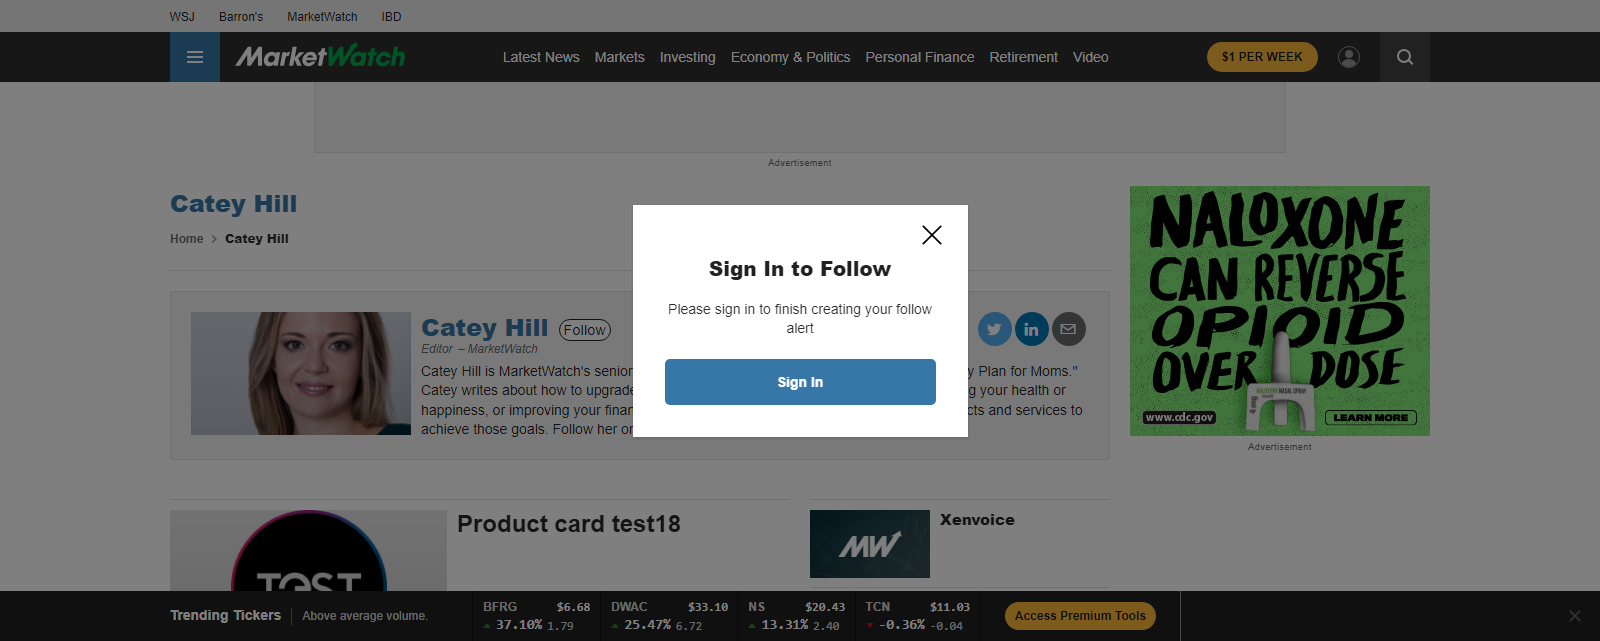 WSJ Barron's MarketWatch IBD
MarketWatch Latest News Markets Investing Economy & Politics Personal Finance Retirement Video $1 PER WEEK
Advertisement
Catey Hill
Home > Catey Hill
Sign In to Follow
Please sign in to finish creating your follow
alert
Sign In
Catey Hill Follow
Editor – MarketWatch
Catey Hill is MarketWatch's senior y Plan for Moms."
Catey writes about how to upgrade g your health or
happiness, or improving your finan cts and services to
achieve those goals. Follow her on
NALOXONE
CAN REVERSE
OPIOID
OVER DOSE
4 mg
NALOXONE NASAL SPRAY
www.cdc.gov LEARN MORE
Advertisement
TEST
Product card test18
MW
Xenvoice
Trending Tickers Above average volume.
BFRG $6.68
37.10% 1.79
DWAC $33.10
25.47% 6.72
NS $20.43
13.31% 2.40
TCN $11.03
-0.36% -0.04
Access Premium Tools